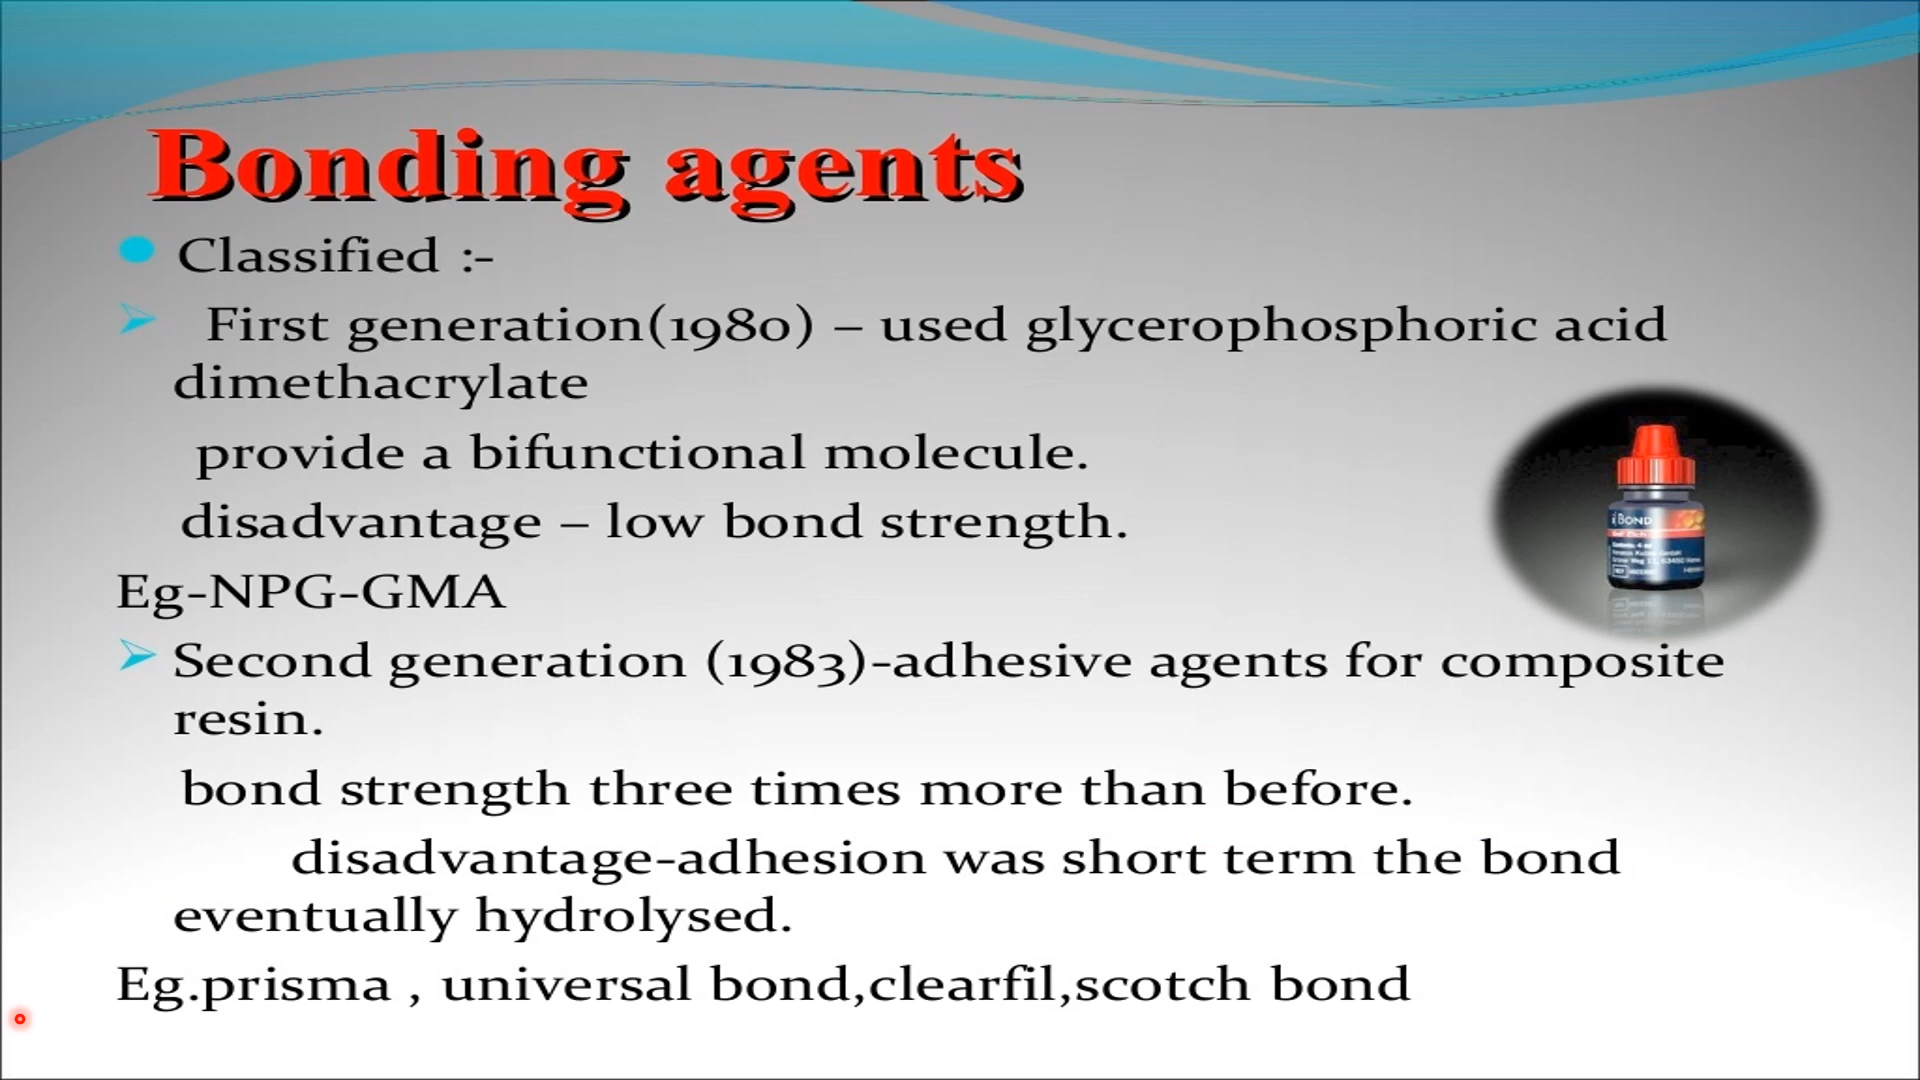 Bonding agents
Classified :-
First generation(1980) – used glycerophosphoric acid
dimethacrylate
provide a bifunctional molecule.
disadvantage – low bond strength.
Eg-NPG-GMA
Second generation (1983)-adhesive agents for composite
resin.
bond strength three times more than before.
disadvantage-adhesion was short term the bond
eventually hydrolysed.
Eg.prisma , universal bond,clearfil,scotch bond
iBOND